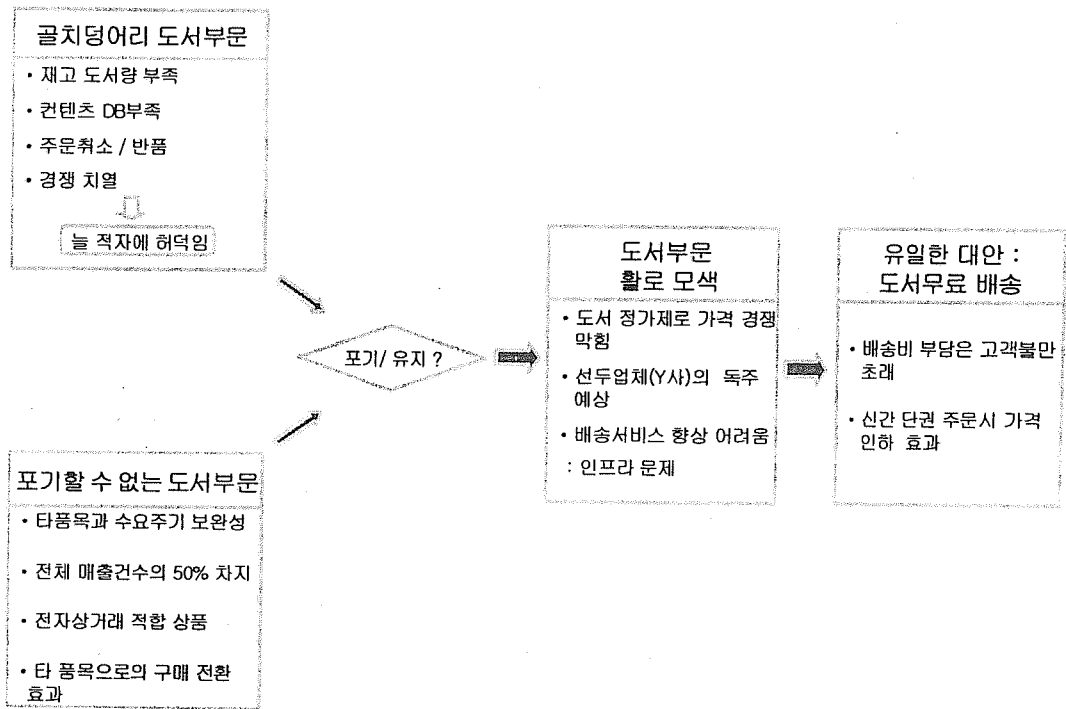 골치덩어리 도서부문
• 재고 도서량 부족
• 컨텐츠 DB부족
• 주문취소 / 반품
• 경쟁 치열
늘 적자에 허덕임
포기할 수 없는 도서부문
• 타품목과 수요주기 보완성
• 전체 매출건수의 50% 차지
• 전자상거래 적합 상품
• 타 품목으로의 구매 전환
효과
포기/ 유지 ?
도서부문
활로 모색
• 도서 정가제로 가격 경쟁
막힘
• 선두업체(Y사)의 독주
예상
• 배송서비스 향상 어려움
: 인프라 문제
유일한 대안 :
도서무료 배송
• 배송비 부담은 고객불만
초래
• 신간 단권 주문시 가격
인하 효과